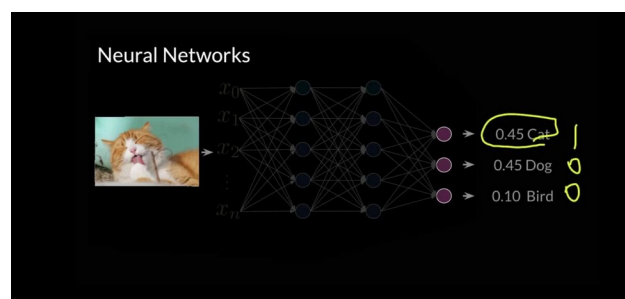 Neural Networks
x₀
x₁
x₂
⋮
xₙ
0.45 Cat 1
0.45 Dog 0
0.10 Bird 0